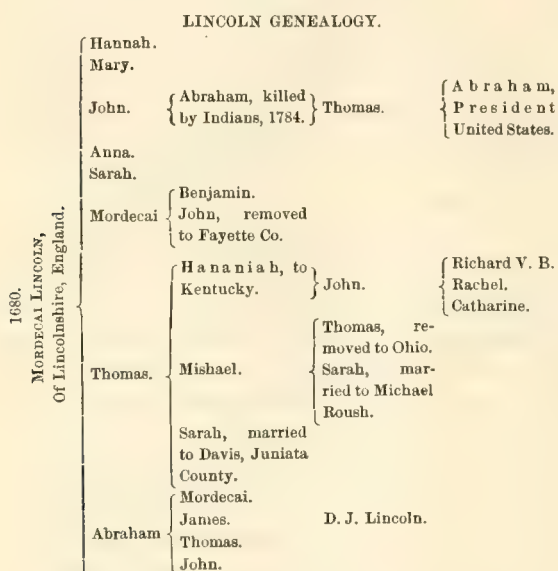 LINCOLN GENEALOGY.
1680.
MORDECAI LINCOLN,
Of Lincolnshire, England.
Hannah.
Mary.
John.
Abraham, killed
by Indians, 1784.
Thomas.
Abraham,
President
United States.
Anna.
Sarah.
Mordecai
Benjamin.
John, removed
to Fayette Co.
Thomas.
Hananiah, to
Kentucky.
John.
Richard V. B.
Rachel.
Catharine.
Mishael.
Thomas, re-
moved to Ohio.
Sarah, mar-
ried to Michael
Roush.
Sarah, married
to Davis, Juniata
County.
Abraham
Mordecai.
James.
Thomas.
John.
D. J. Lincoln.